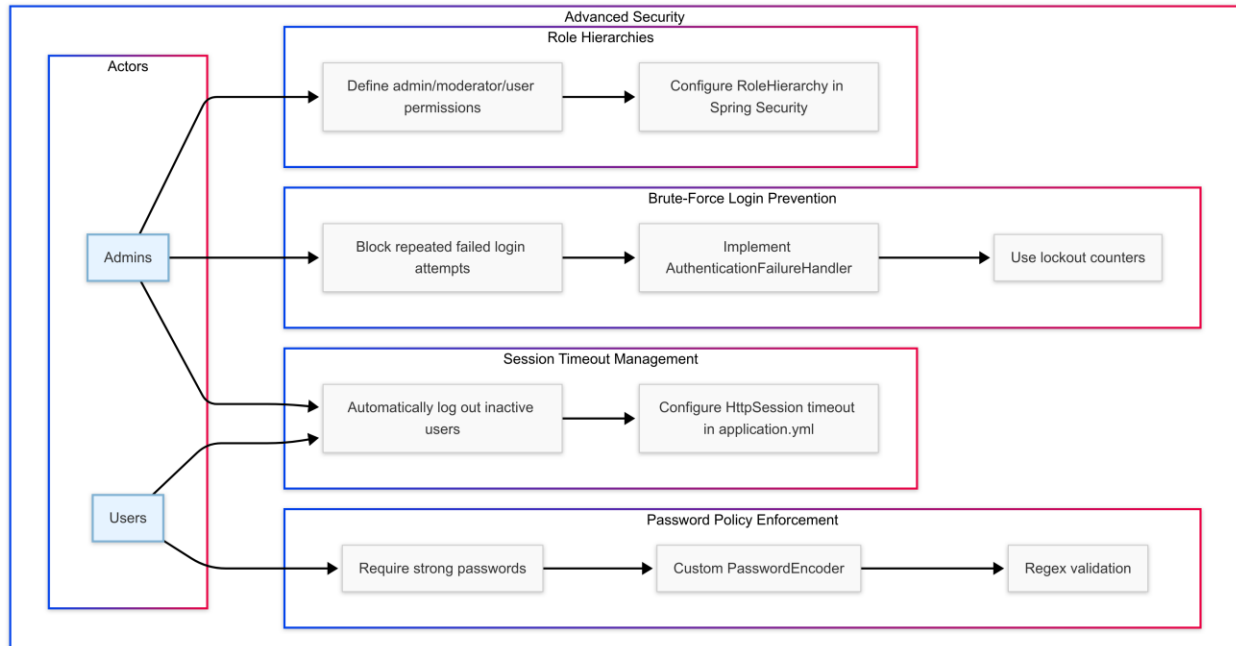 Advanced Security
Role Hierarchies
Actors
Define admin/moderator/user
permissions
Configure RoleHierarchy in
Spring Security
Brute-Force Login Prevention
Admins
Block repeated failed login
attempts
Implement
AuthenticationFailureHandler
Use lockout counters
Session Timeout Management
Automatically log out inactive
users
Configure HttpSession timeout
in application.yml
Users
Password Policy Enforcement
Require strong passwords
Custom PasswordEncoder
Regex validation